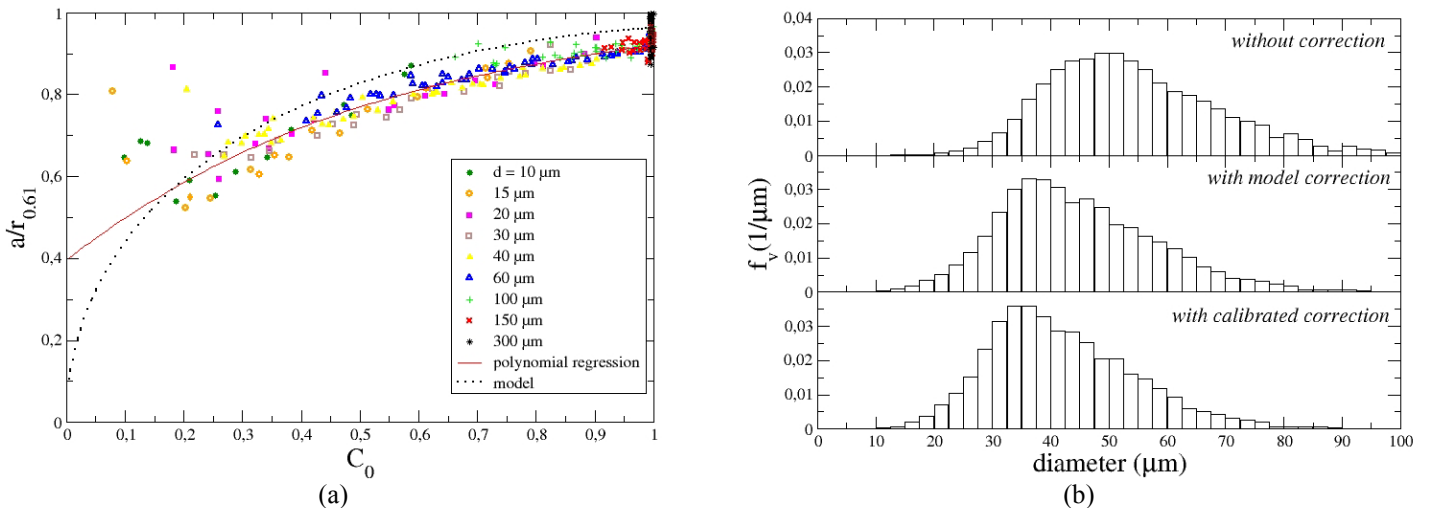 1
0,8
0,6
0,4
0,2
0
a/r0.61
0 0,1 0,2 0,3 0,4 0,5 0,6 0,7 0,8 0,9 1
C0
d = 10 µm
15 µm
20 µm
30 µm
40 µm
60 µm
100 µm
150 µm
300 µm
polynomial regression
model
(a)
0,04
0,03
0,02
0,01
0
without correction
0,03
0,02
0,01
0
with model correction
0,03
0,02
0,01
0
with calibrated correction
fv (1/µm)
0 10 20 30 40 50 60 70 80 90 100
diameter (µm)
(b)